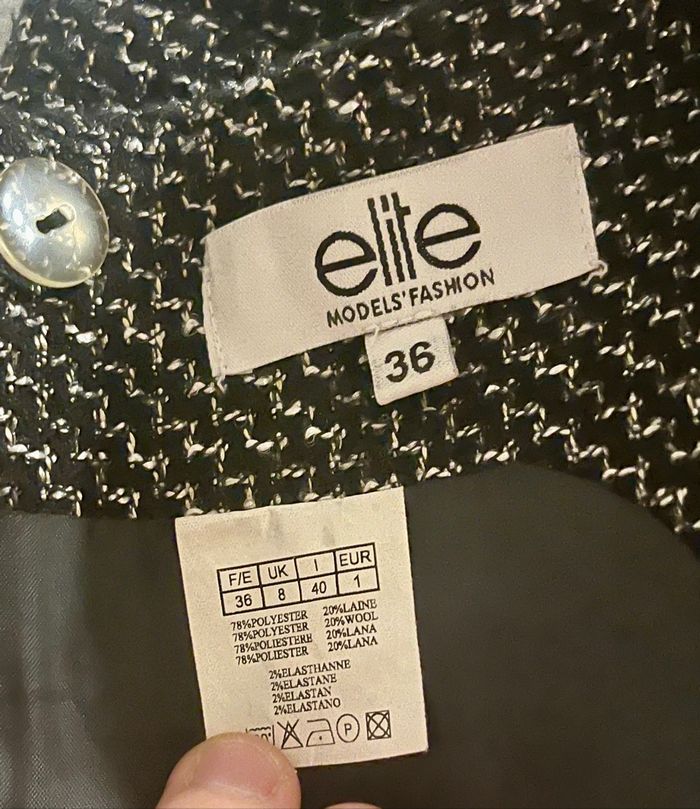 elite
MODELS' FASHION
36
F/E UK I EUR
36 8 40 1
78%POLYESTER 20%LAINE
78%POLYESTER 20%WOOL
78%POLIESTERE 20%LANA
78%POLIESTER 20%LANA
2%ELASTHANNE
2%ELASTANE
2%ELASTAN
2%ELASTANO
P